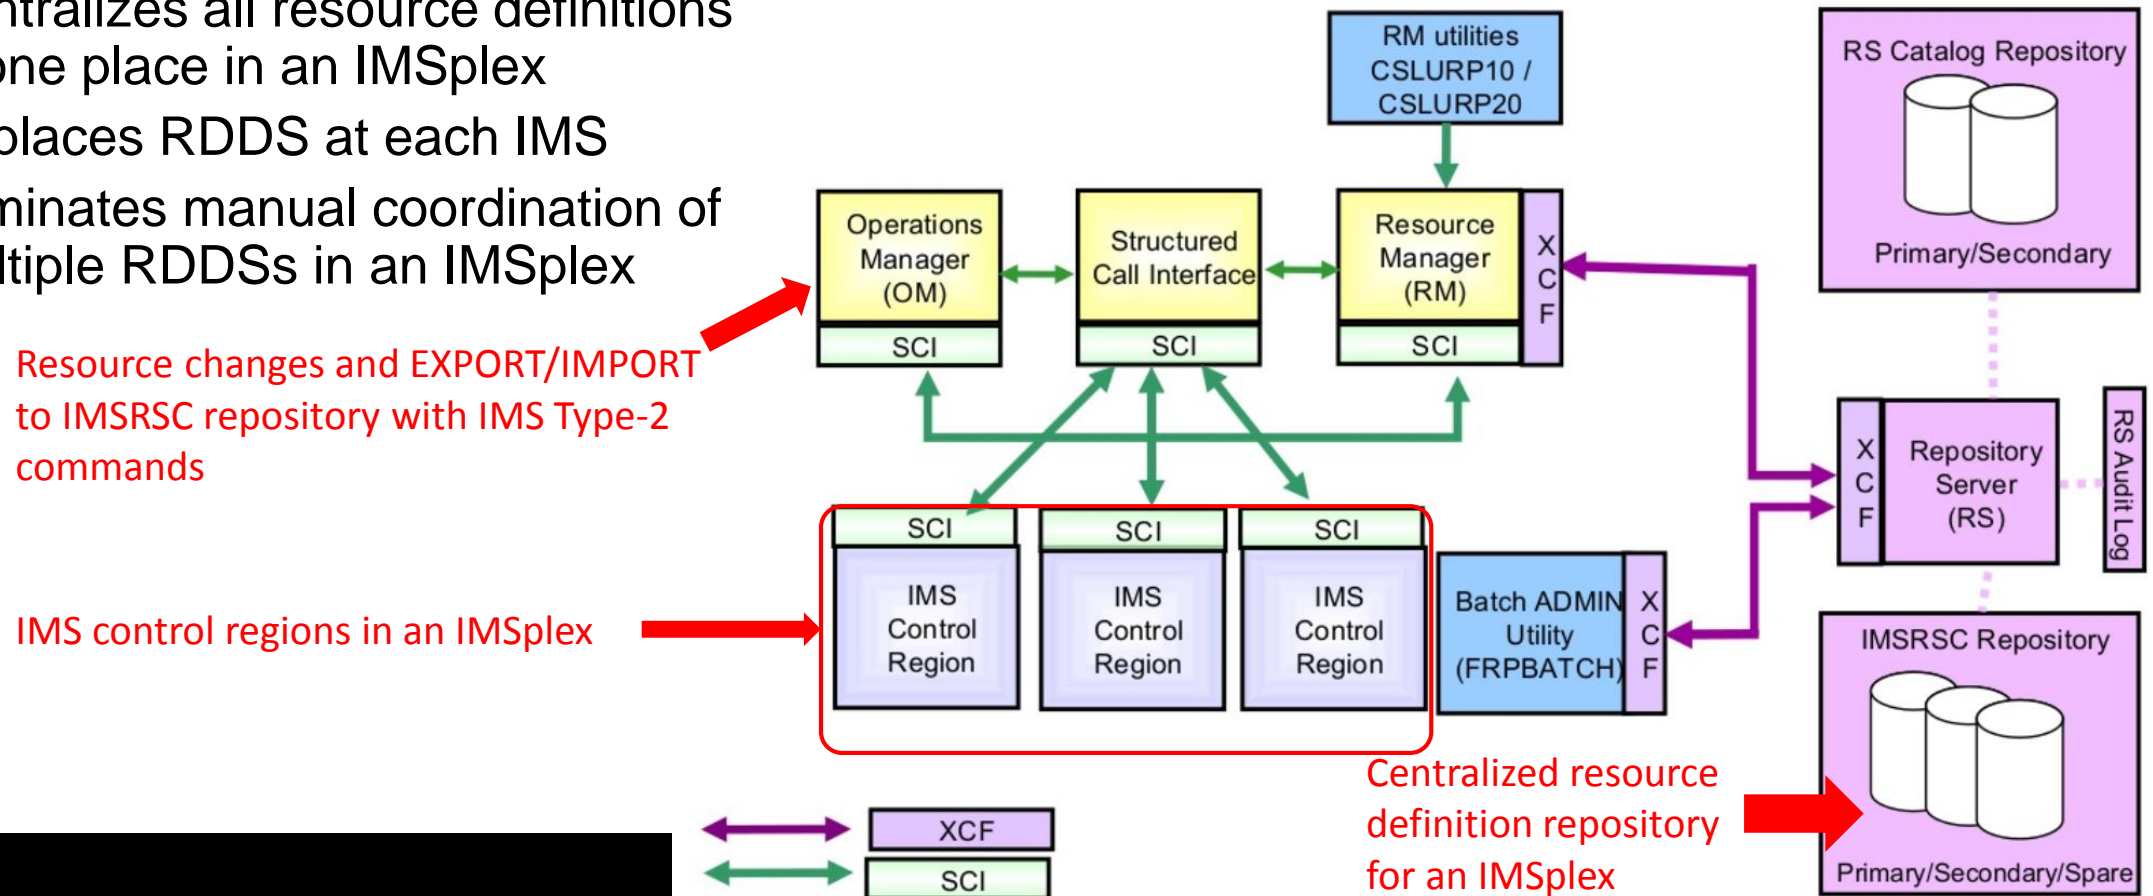 ntralizes all resource definitions
one place in an IMSplex
places RDDS at each IMS
minates manual coordination of
ltiple RDDSs in an IMSplex
Resource changes and EXPORT/IMPORT
to IMSRSC repository with IMS Type-2
commands
IMS control regions in an IMSplex
RM utilities
CSLURP10 /
CSLURP20
Operations
Manager
(OM)
SCI
Structured
Call Interface
SCI
Resource
Manager
(RM)
SCI
X
C
F
SCI
IMS
Control
Region
SCI
IMS
Control
Region
SCI
IMS
Control
Region
Batch ADMIN
Utility
(FRPBATCH)
X
C
F
RS Catalog Repository
Primary/Secondary
X
C
F
Repository
Server
(RS)
RS Audit Log
IMSRSC Repository
Primary/Secondary/Spare
Centralized resource
definition repository
for an IMSplex
XCF
SCI